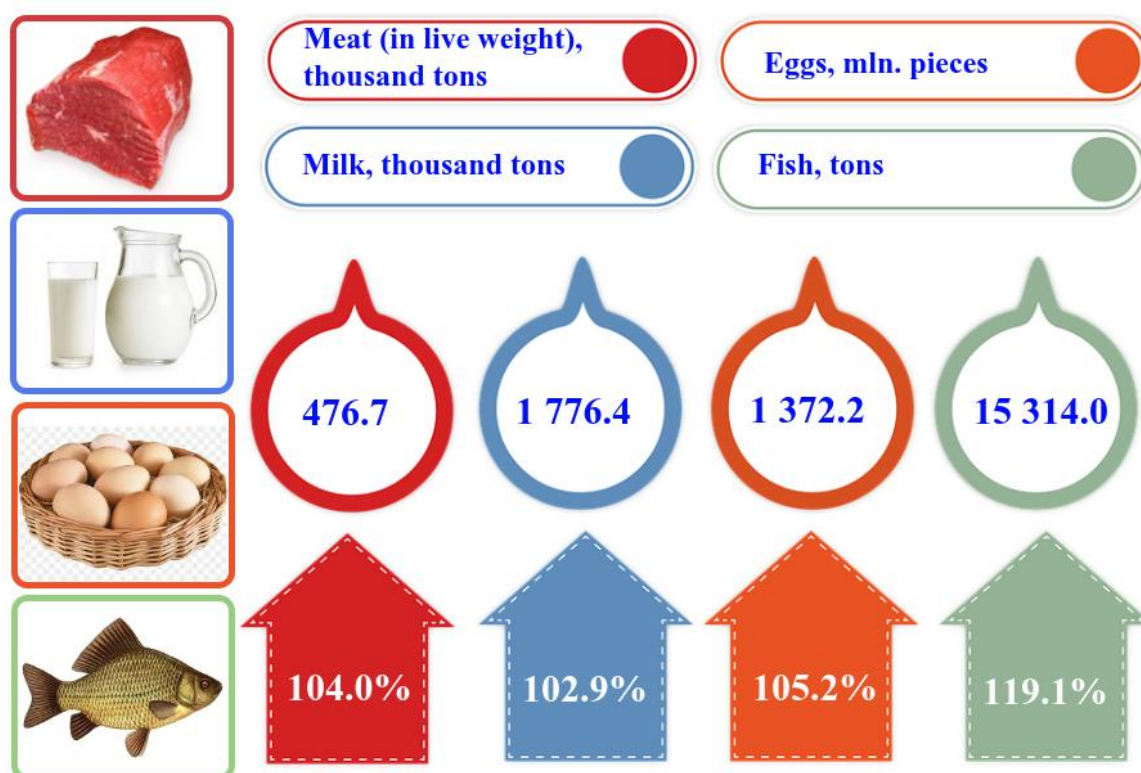 Meat (in live weight),
thousand tons
Eggs, mln. pieces
Milk, thousand tons
Fish, tons
476.7
1 776.4
1 372.2
15 314.0
104.0%
102.9%
105.2%
119.1%